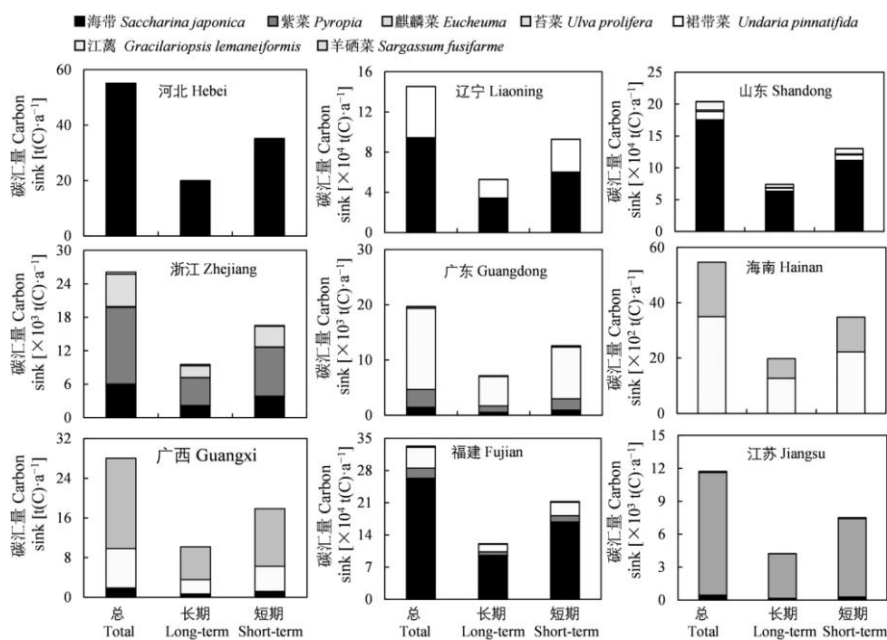 海带 Saccharina japonica 紫菜 Pyropia 麒麟菜 Eucheuma 苔菜 Ulva prolifera 裙带菜 Undaria pinnatifida
江蓠 Gracilariopsis lemaneiformis 羊硒菜 Sargassum fusifarme
碳汇量 Carbon
sink [t(C)·a⁻¹]
60
40
20
0
河北 Hebei
碳汇量 Carbon
sink [×10⁴ t(C)·a⁻¹]
16
12
8
4
0
辽宁 Liaoning
碳汇量 Carbon
sink [×10⁴ t(C)·a⁻¹]
25
20
15
10
5
0
山东 Shandong
碳汇量 Carbon
sink [×10³ t(C)·a⁻¹]
30
24
18
12
6
0
浙江 Zhejiang
碳汇量 Carbon
sink [×10³ t(C)·a⁻¹]
30
20
10
0
广东 Guangdong
碳汇量 Carbon
sink [×10² t(C)·a⁻¹]
60
40
20
0
海南 Hainan
碳汇量 Carbon
sink [t(C)·a⁻¹]
32
24
16
8
0
广西 Guangxi
总 长期 短期
Total Long-term Short-term
碳汇量 Carbon
sink [×10⁴ t(C)·a⁻¹]
35
28
21
14
7
0
福建 Fujian
总 长期 短期
Total Long-term Short-term
碳汇量 Carbon
sink [×10³ t(C)·a⁻¹]
15
12
9
6
3
0
江苏 Jiangsu
总 长期 短期
Total Long-term Short-term